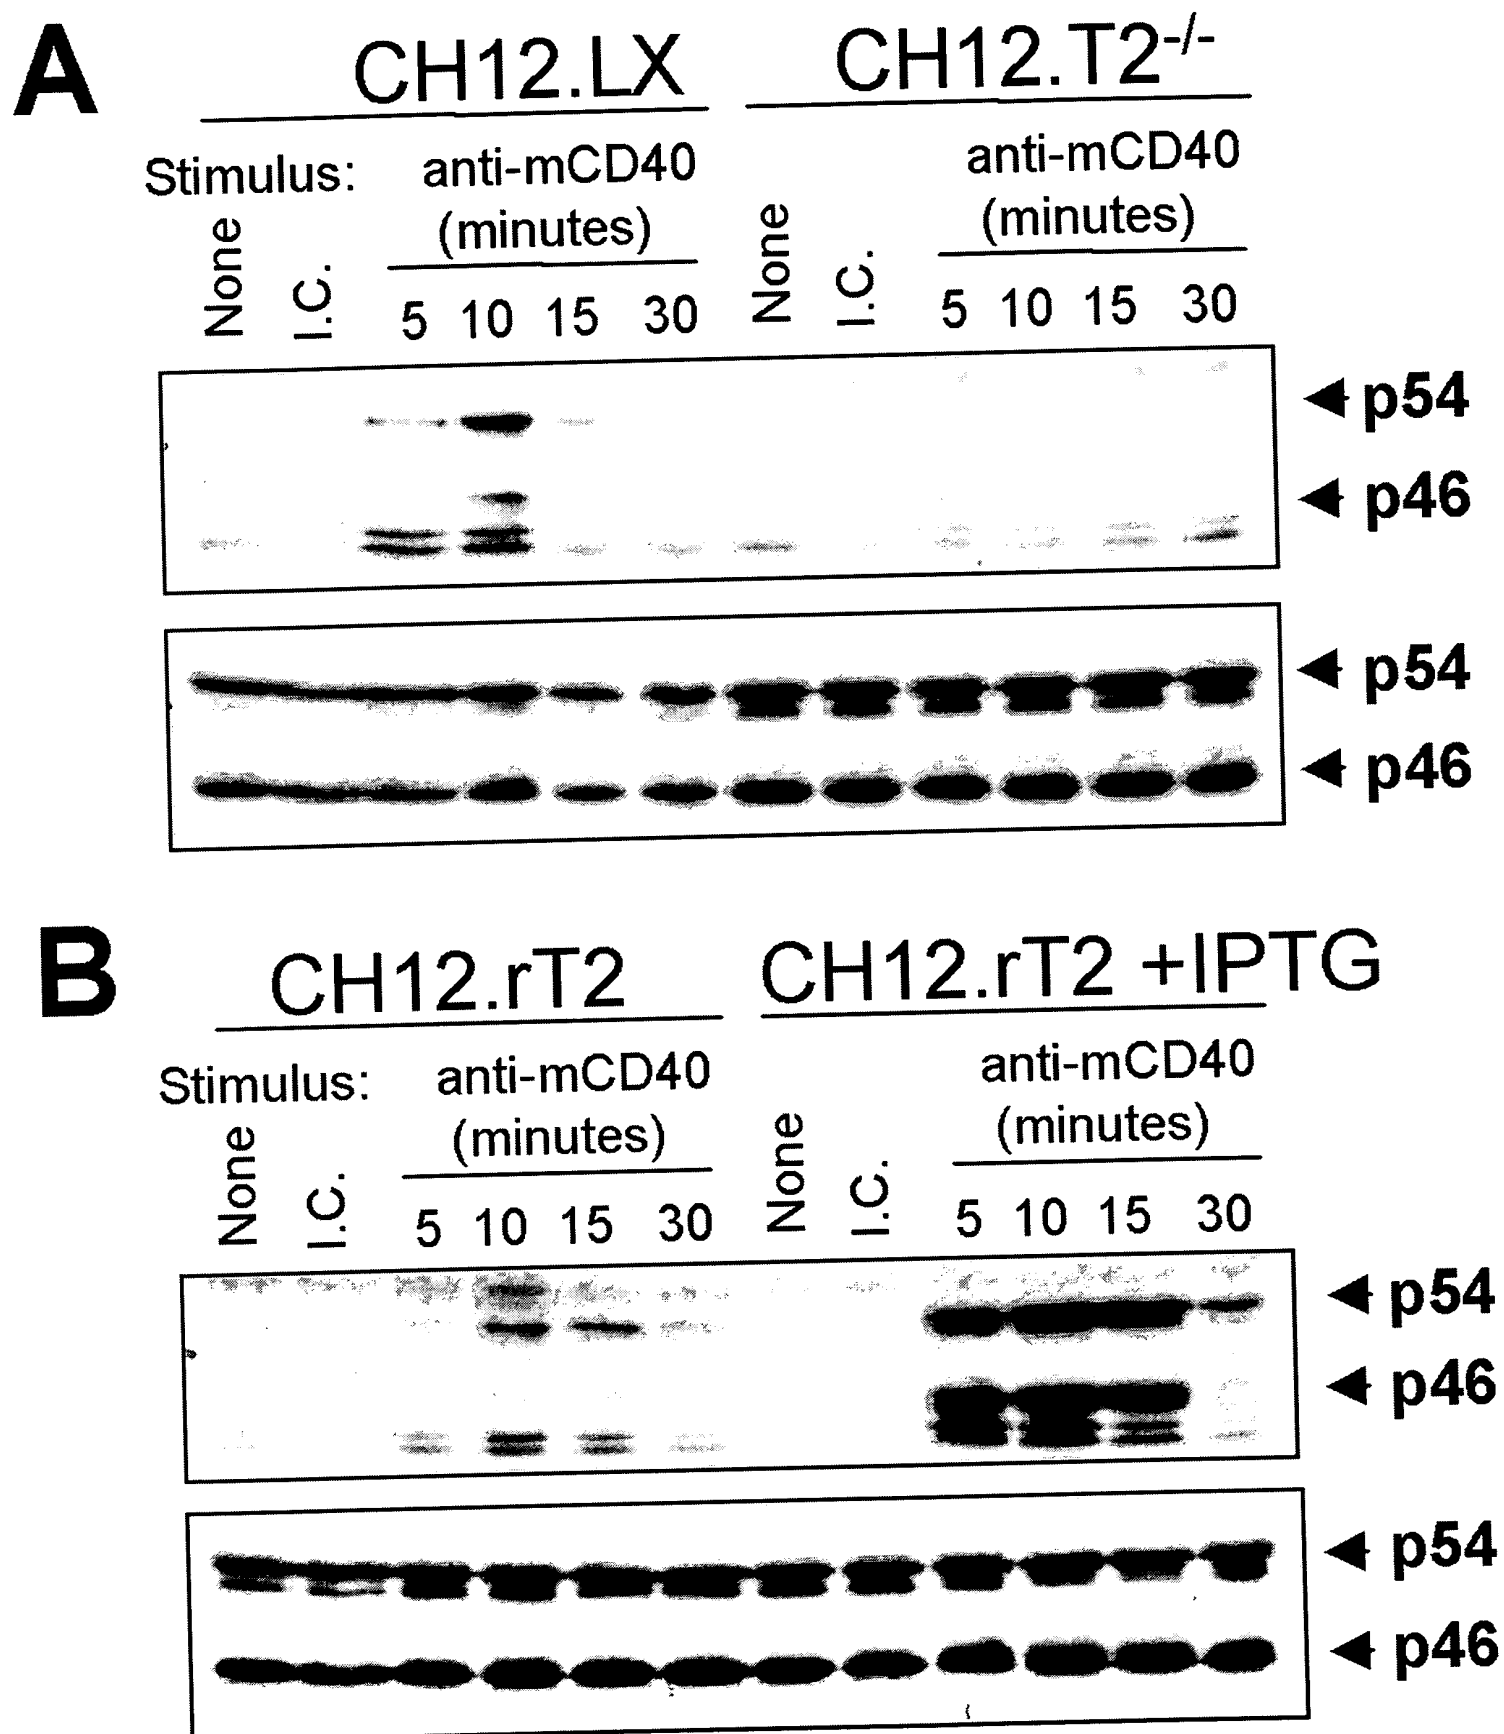 A
CH12.LX
CH12.T2-/-
Stimulus:
anti-mCD40
(minutes)
anti-mCD40
(minutes)
None
I.C.
5
10
15
30
None
I.C.
5
10
15
30
p54
p46
p54
p46
B
CH12.rT2
CH12.rT2 +IPTG
Stimulus:
anti-mCD40
(minutes)
anti-mCD40
(minutes)
None
I.C.
5
10
15
30
None
I.C.
5
10
15
30
p54
p46
p54
p46